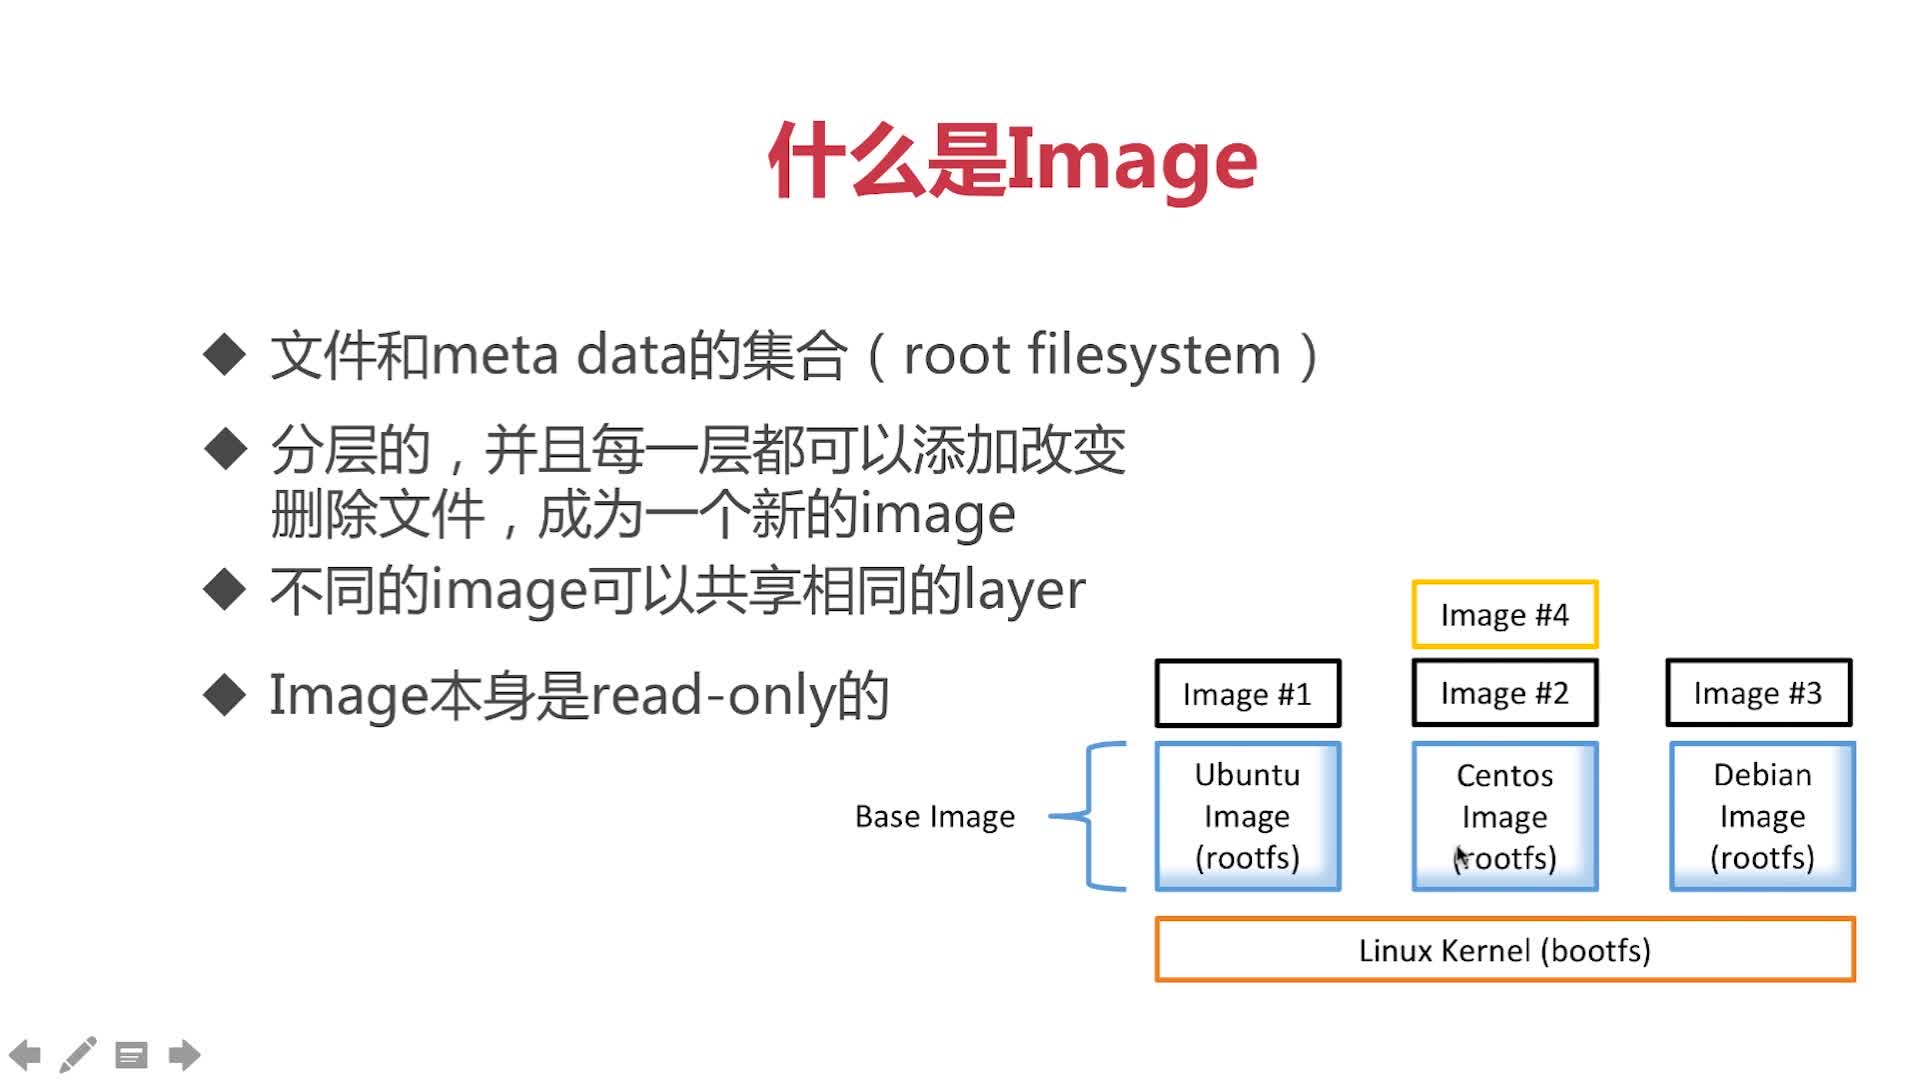 什么是Image
◆ 文件和meta data的集合（root filesystem）
◆ 分层的，并且每一层都可以添加改变
删除文件，成为一个新的image
◆ 不同的image可以共享相同的layer
◆ Image本身是read-only的
Image #4
Image #1
Image #2
Image #3
Base Image
Ubuntu
Image
(rootfs)
Centos
Image
(rootfs)
Debian
Image
(rootfs)
Linux Kernel (bootfs)